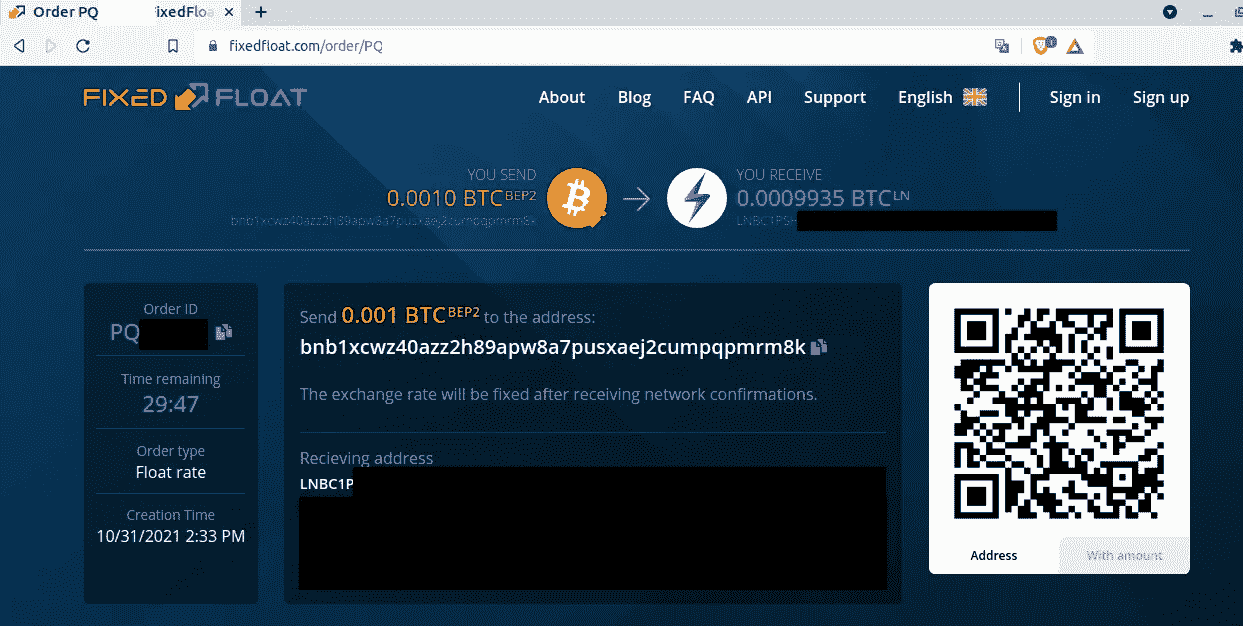 Order PQ ixedFloa
fixedfloat.com/order/PQ
FIXED FLOAT
About Blog FAQ API Support English Sign in Sign up
YOU SEND
0.0010 BTC BEP2
bnb1xcwz40azz2h89apw8a7pusxaej2cumpqpmrm8k
YOU RECEIVE
0.0009935 BTC LN
Order ID
PQ
Time remaining
29:47
Order type
Float rate
Creation Time
10/31/2021 2:33 PM
Send 0.001 BTC BEP2 to the address:
bnb1xcwz40azz2h89apw8a7pusxaej2cumpqpmrm8k
The exchange rate will be fixed after receiving network confirmations.
Recieving address
LNBC1P
Address
With amount